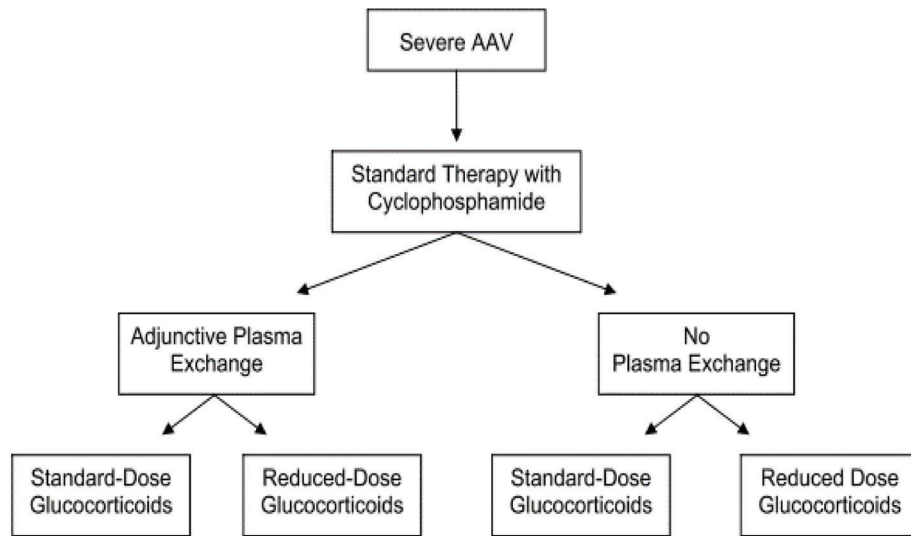 Severe AAV
Standard Therapy with
Cyclophosphamide
Adjunctive Plasma
Exchange
No
Plasma Exchange
Standard-Dose
Glucocorticoids
Reduced-Dose
Glucocorticoids
Standard-Dose
Glucocorticoids
Reduced Dose
Glucocorticoids